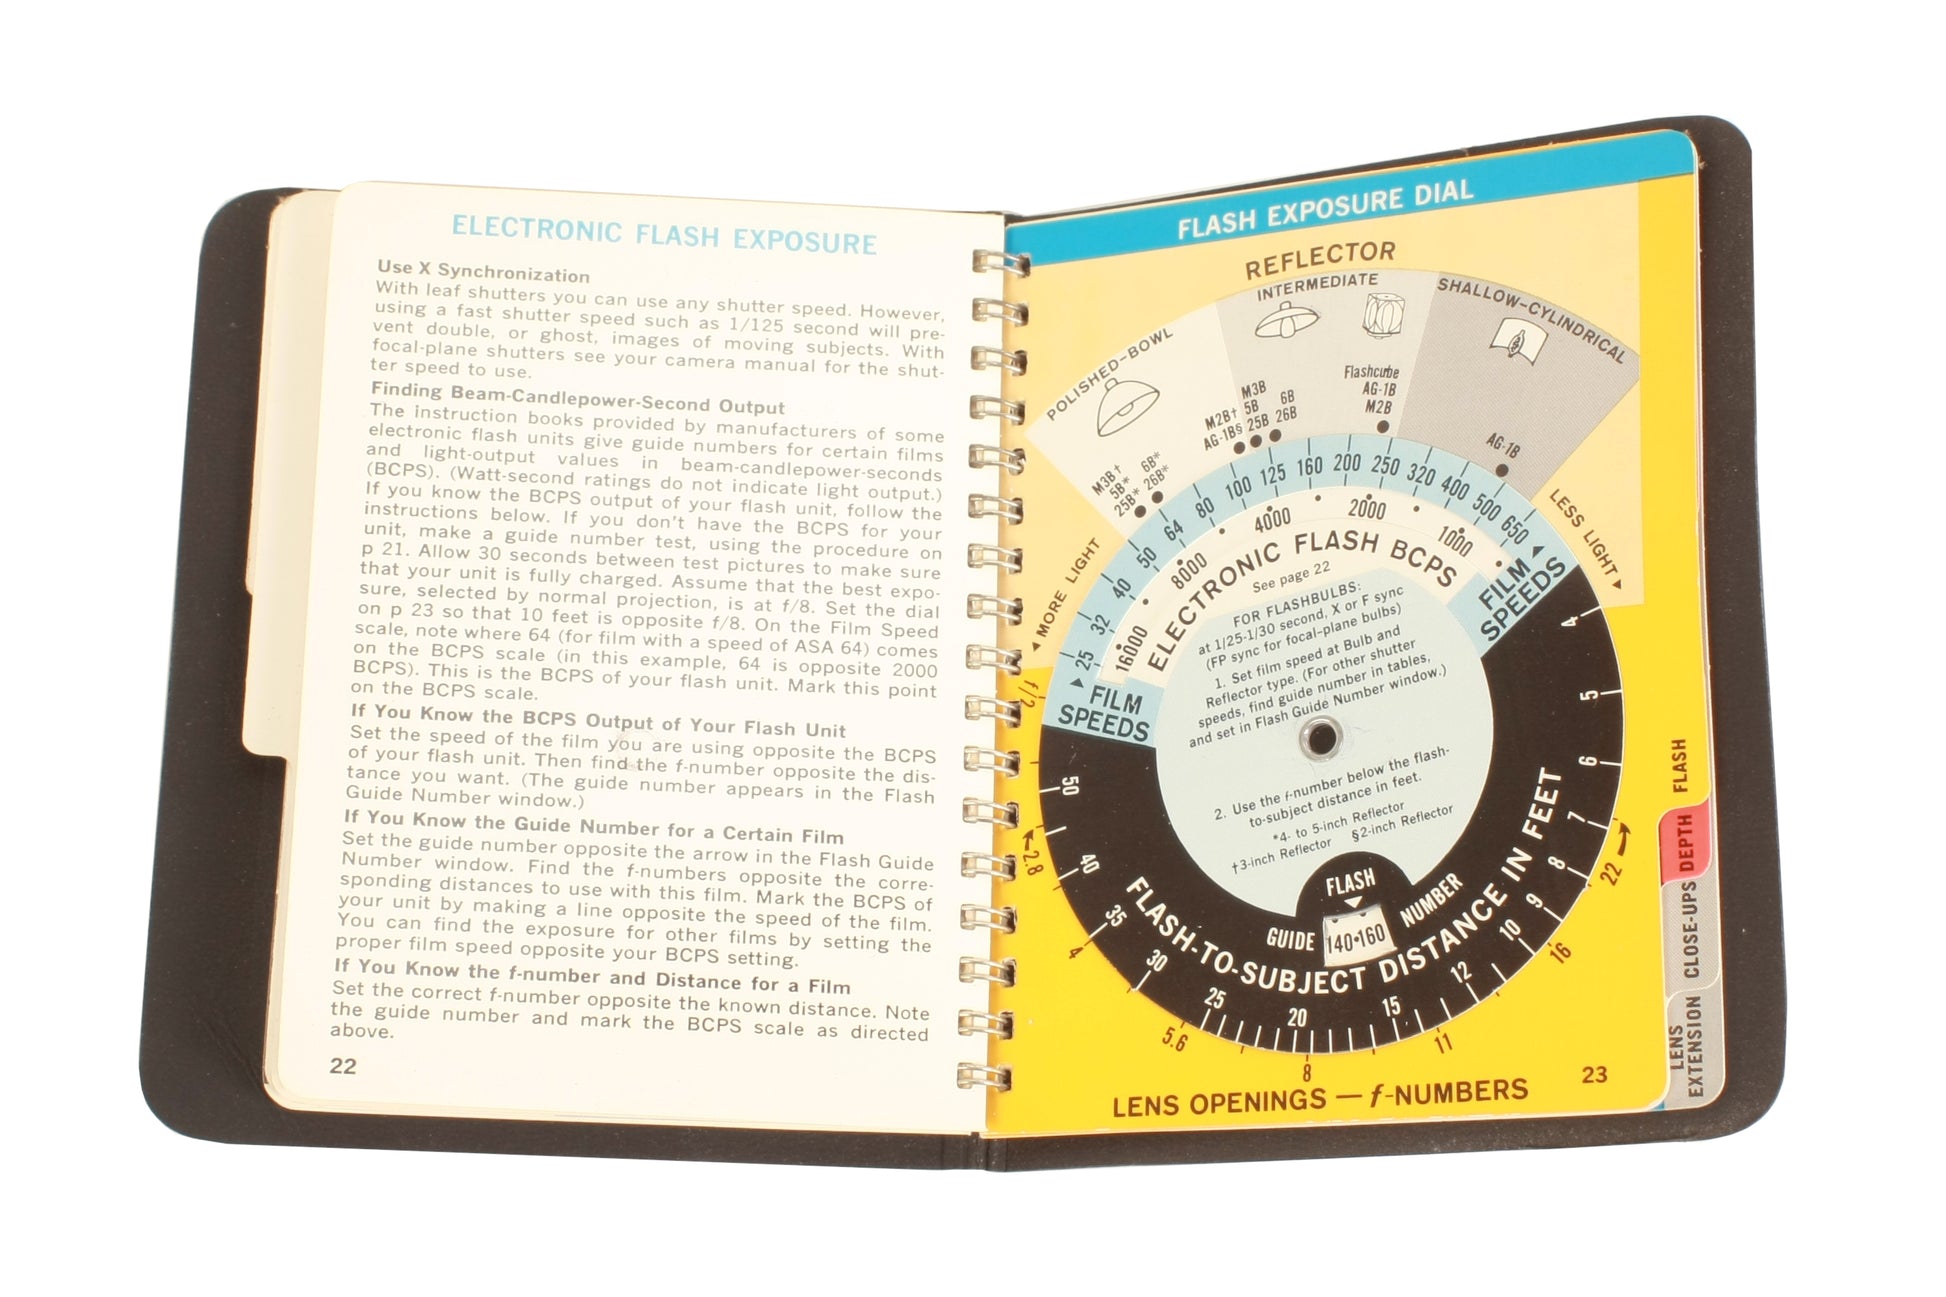 ELECTRONIC FLASH EXPOSURE
Use X Synchronization
With leaf shutters you can use any shutter speed. However,
using a fast shutter speed such as 1/125 second will pre-
vent double, or ghost, images of moving subjects. With
focal-plane shutters see your camera manual for the shut-
ter speed to use.
Finding Beam-Candlepower-Second Output
The instruction books provided by manufacturers of some
electronic flash units give guide numbers for certain films
and light-output values in beam-candlepower-seconds
(BCPS). (Watt-second ratings do not indicate light output.)
If you know the BCPS output of your flash unit, follow the
instructions below. If you don't have the BCPS for your
unit, make a guide number test, using the procedure on
p 21. Allow 30 seconds between test pictures to make sure
that your unit is fully charged. Assume that the best expo-
sure, selected by normal projection, is at f/8. Set the dial
on p 23 so that 10 feet is opposite f/8. On the Film Speed
scale, note where 64 (for film with a speed of ASA 64) comes
on the BCPS scale (in this example, 64 is opposite 2000
BCPS). This is the BCPS of your flash unit. Mark this point
on the BCPS scale.
If You Know the BCPS Output of Your Flash Unit
Set the speed of the film you are using opposite the BCPS
of your flash unit. Then find the f-number opposite the dis-
tance you want. (The guide number appears in the Flash
Guide Number window.)
If You Know the Guide Number for a Certain Film
Set the guide number opposite the arrow in the Flash Guide
Number window. Find the f-numbers opposite the corre-
sponding distances to use with this film. Mark the BCPS of
your unit by making a line opposite the speed of the film.
You can find the exposure for other films by setting the
proper film speed opposite your BCPS setting.
If You Know the f-number and Distance for a Film
Set the correct f-number opposite the known distance. Note
the guide number and mark the BCPS scale as directed
above.
22
FLASH EXPOSURE DIAL
REFLECTOR
POLISHED-BOWL
INTERMEDIATE
SHALLOW-CYLINDRICAL
M3B†
5B* 6B*
25B* 26B*
M2B†
AG-1B§
M3B
5B 6B
25B 26B
Flashcube
AG-1B
M2B
AG-1B
◄ MORE LIGHT
LESS LIGHT ►
25 32 40 50 64 80 100 125 160 200 250 320 400 500 650
FILM SPEEDS
FILM SPEEDS
16000 8000 4000 2000 1000
ELECTRONIC FLASH BCPS
See page 22
FOR FLASHBULBS:
at 1/25-1/30 second, X or F sync
(FP sync for focal-plane bulbs)
1. Set film speed at Bulb and
Reflector type. (For other shutter
speeds, find guide number in tables,
and set in Flash Guide Number window.)
2. Use the f-number below the flash-
to-subject distance in feet.
*4- to 5-inch Reflector
†3-inch Reflector §2-inch Reflector
FLASH
GUIDE NUMBER
140•160
FLASH-TO-SUBJECT DISTANCE IN FEET
50 40 35 30 25 20 15 12 10 9 8 7 6 5 4
f/2 2.8 4 5.6 8 11 16 22
LENS OPENINGS — f-NUMBERS
23
FLASH
DEPTH
CLOSE-UPS
LENS
EXTENSION